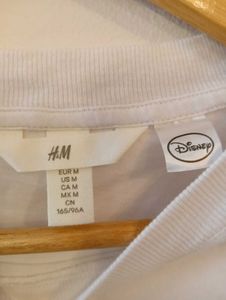 H&M
Disney
EUR M
US M
CA M
MX M
CN
165/96A